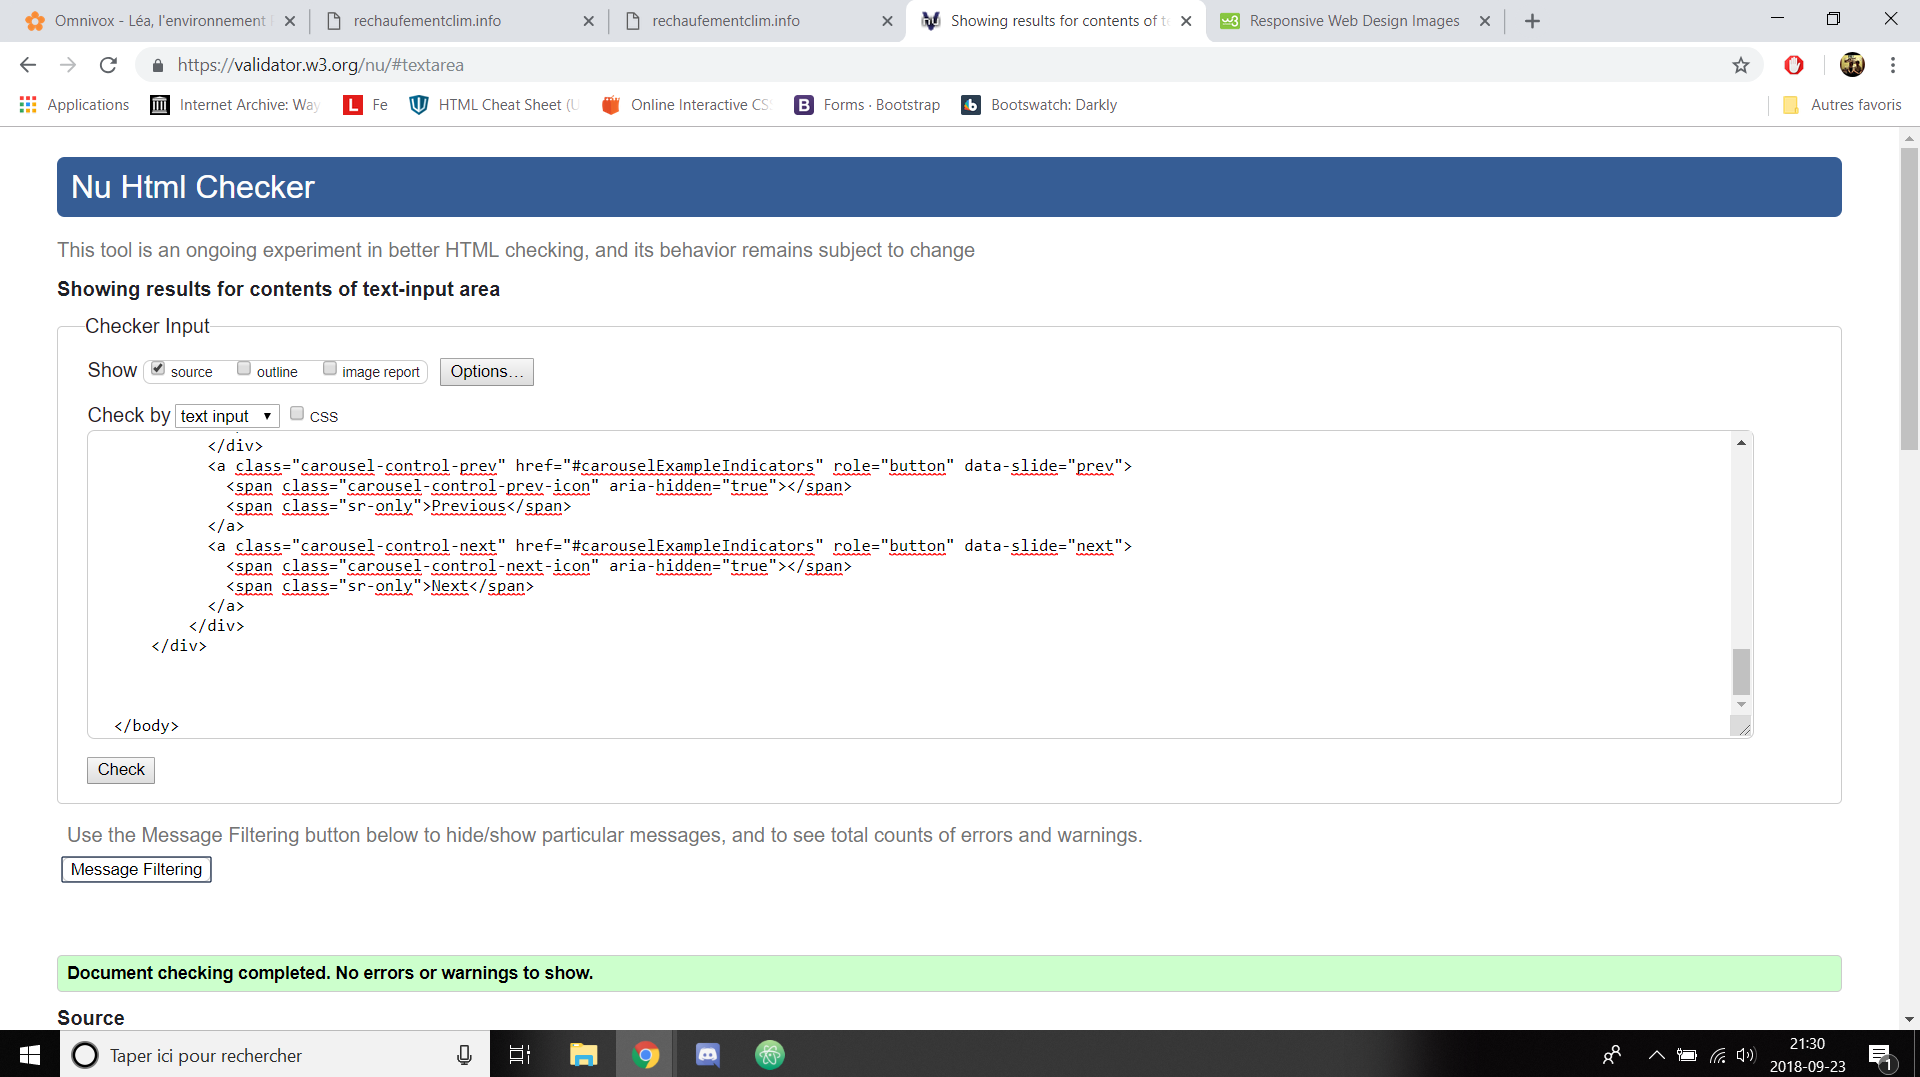 Omnivox - Léa, l'environnement
rechaufementclim.info
rechaufementclim.info
Showing results for contents of te
Responsive Web Design Images
https://validator.w3.org/nu/#textarea
Applications
Internet Archive: Way
L Fe
HTML Cheat Sheet (U
Online Interactive CS
B Forms · Bootstrap
b Bootswatch: Darkly
Autres favoris
Nu Html Checker
This tool is an ongoing experiment in better HTML checking, and its behavior remains subject to change
Showing results for contents of text-input area
Checker Input
Show source outline image report Options...
Check by text input CSS
</div>
<a class="carousel-control-prev" href="#carouselExampleIndicators" role="button" data-slide="prev">
<span class="carousel-control-prev-icon" aria-hidden="true"></span>
<span class="sr-only">Previous</span>
</a>
<a class="carousel-control-next" href="#carouselExampleIndicators" role="button" data-slide="next">
<span class="carousel-control-next-icon" aria-hidden="true"></span>
<span class="sr-only">Next</span>
</a>
</div>
</div>
</body>
Check
Use the Message Filtering button below to hide/show particular messages, and to see total counts of errors and warnings.
Message Filtering
Document checking completed. No errors or warnings to show.
Source
Taper ici pour rechercher
21:30
2018-09-23
1